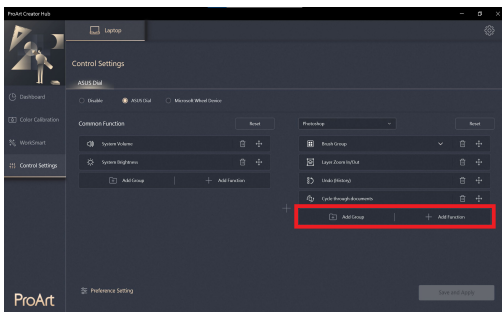 ProArt Creator Hub
Laptop
Control Settings
ASUS Dial
Dashboard
Disable ASUS Dial Microsoft Wheel Device
Color Calibration
Common Function Reset Photoshop Reset
WorkSmart
System Volume Brush Group
Control Settings System Brightness Layer Zoom In/Out
Add Group Add Function Undo (History)
Cycle through documents
Add Group Add Function
Preference Setting Save And Apply
ProArt